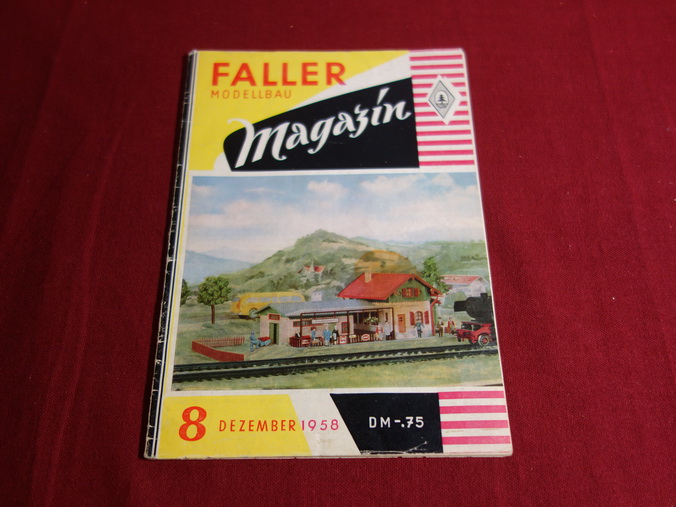 FALLER
MODELLBAU
Magazin
8 DEZEMBER 1958 DM-.75